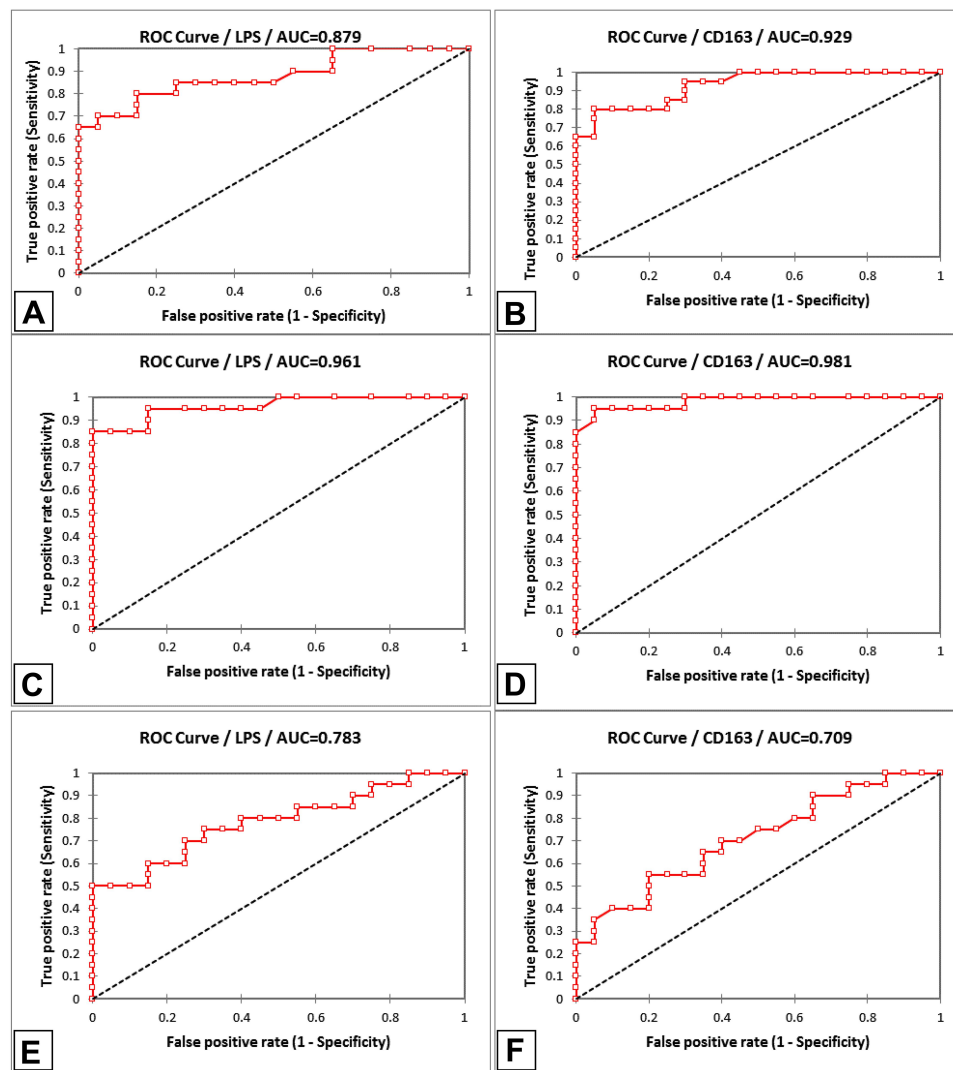 ROC Curve / LPS / AUC=0.879
True positive rate (Sensitivity)
1
0.9
0.8
0.7
0.6
0.5
0.4
0.3
0.2
0.1
0
0 0.2 0.4 0.6 0.8 1
False positive rate (1 - Specificity)
A
ROC Curve / CD163 / AUC=0.929
True positive rate (Sensitivity)
1
0.9
0.8
0.7
0.6
0.5
0.4
0.3
0.2
0.1
0
0 0.2 0.4 0.6 0.8 1
False positive rate (1 - Specificity)
B
ROC Curve / LPS / AUC=0.961
True positive rate (Sensitivity)
1
0.9
0.8
0.7
0.6
0.5
0.4
0.3
0.2
0.1
0
0 0.2 0.4 0.6 0.8 1
False positive rate (1 - Specificity)
C
ROC Curve / CD163 / AUC=0.981
True positive rate (Sensitivity)
1
0.9
0.8
0.7
0.6
0.5
0.4
0.3
0.2
0.1
0
0 0.2 0.4 0.6 0.8 1
False positive rate (1 - Specificity)
D
ROC Curve / LPS / AUC=0.783
True positive rate (Sensitivity)
1
0.9
0.8
0.7
0.6
0.5
0.4
0.3
0.2
0.1
0
0 0.2 0.4 0.6 0.8 1
False positive rate (1 - Specificity)
E
ROC Curve / CD163 / AUC=0.709
True positive rate (Sensitivity)
1
0.9
0.8
0.7
0.6
0.5
0.4
0.3
0.2
0.1
0
0 0.2 0.4 0.6 0.8 1
False positive rate (1 - Specificity)
F